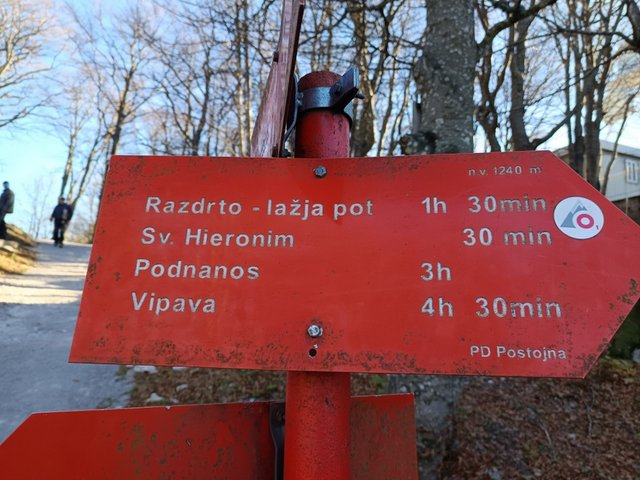 n.v. 1240 m
Razdrto - lažja pot 1h 30min
Sv. Hieronim 30 min
Podnanos 3h
Vipava 4h 30min
PD Postojna